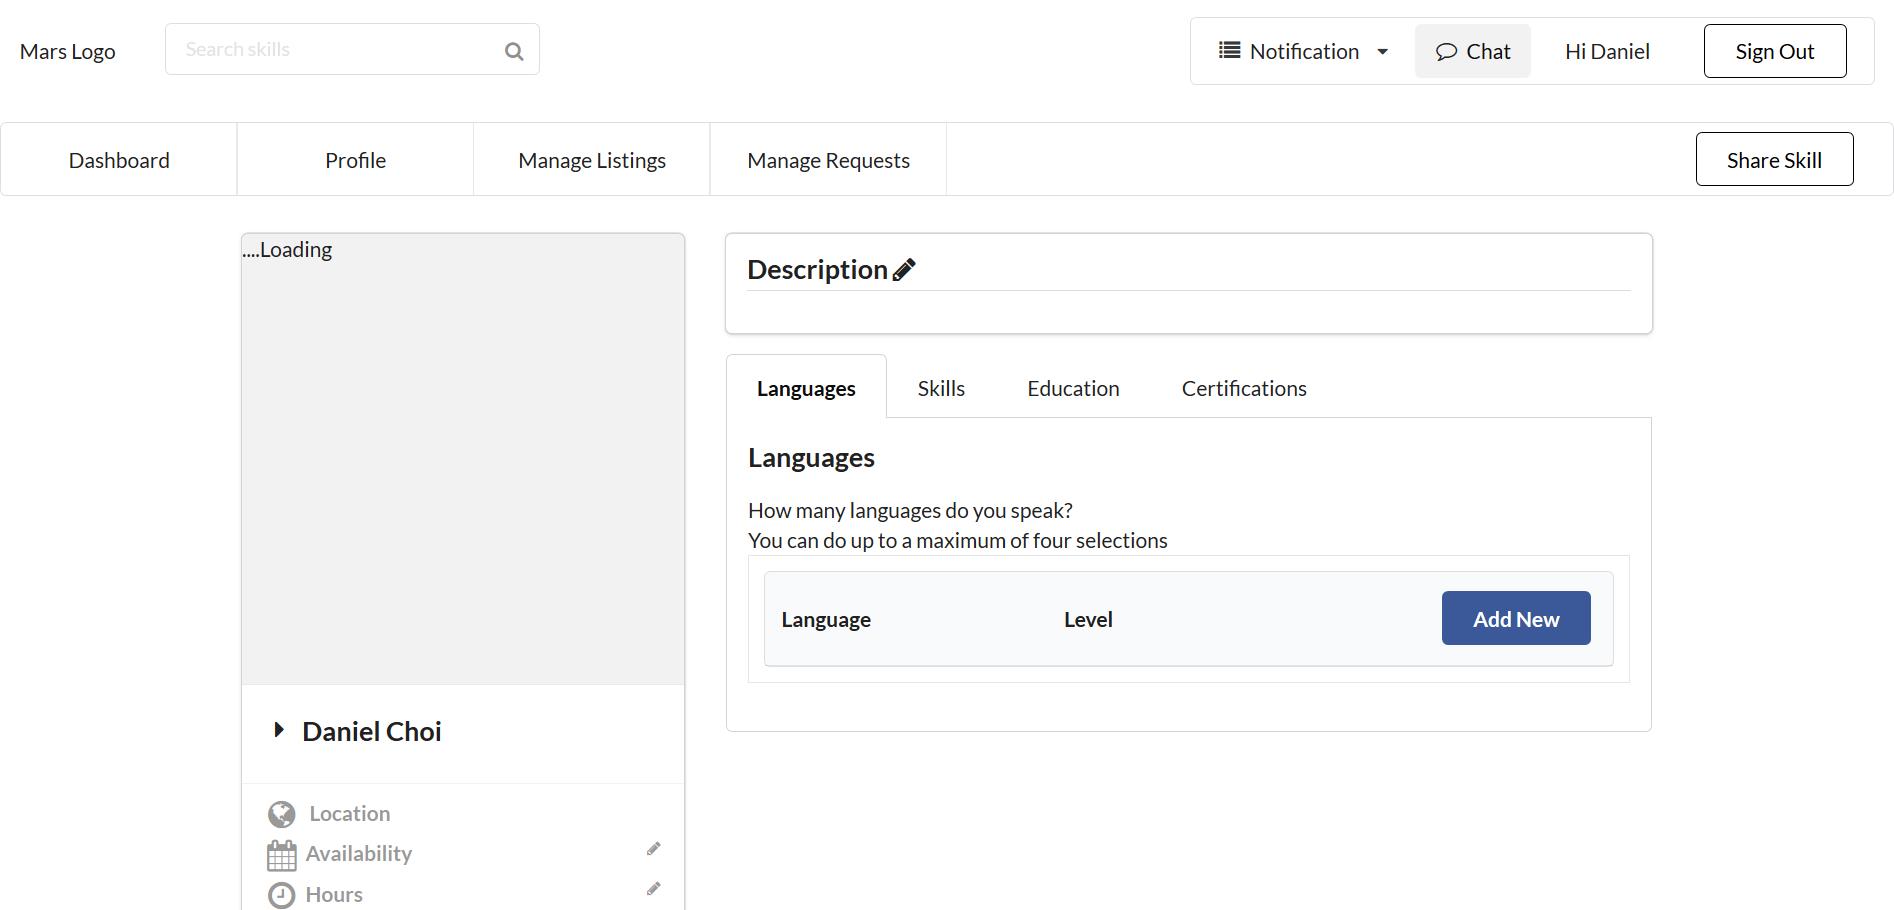 Mars Logo
Search skills
Notification
Chat
Hi Daniel
Sign Out
Dashboard
Profile
Manage Listings
Manage Requests
Share Skill
....Loading
Daniel Choi
Location
Availability
Hours
Description
Languages
Skills
Education
Certifications
Languages
How many languages do you speak?
You can do up to a maximum of four selections
Language
Level
Add New